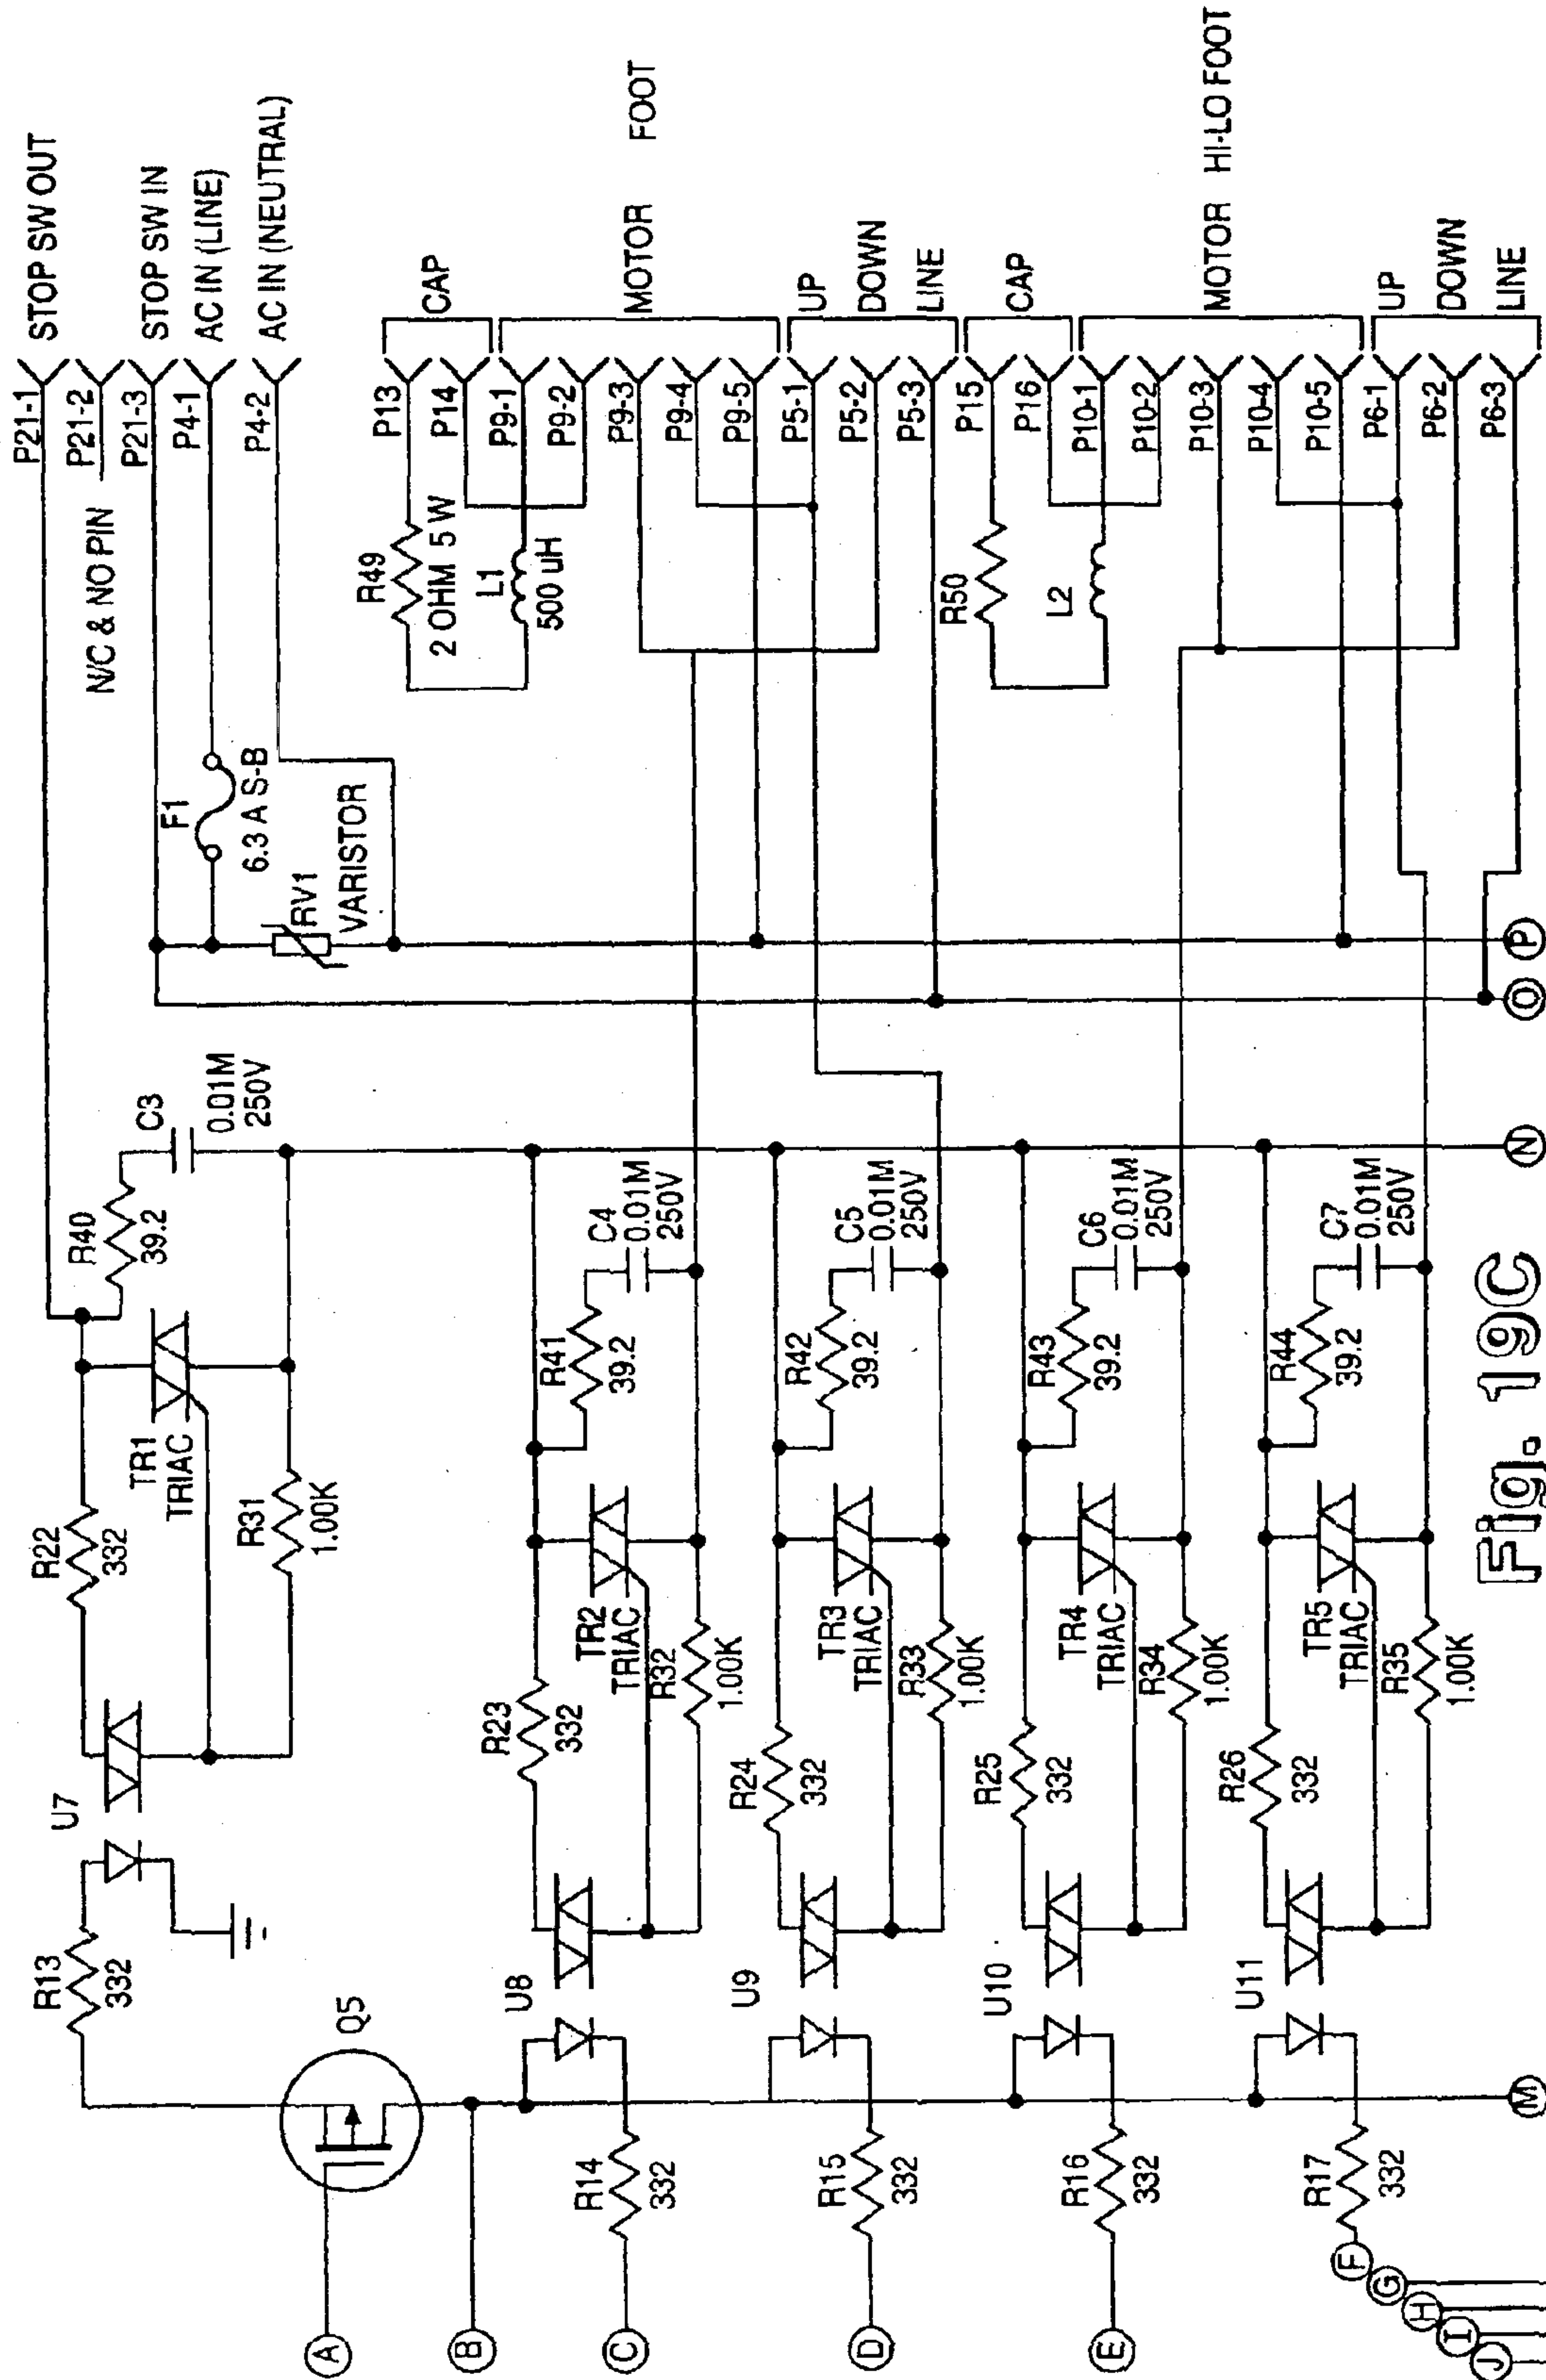 P21-1
STOP SW OUT
P21-2
N/C & NO PIN
P21-3
STOP SW IN
P4-1
AC IN (LINE)
P4-2
AC IN (NEUTRAL)
F1
6.3 A S-B
RV1
VARISTOR
R13
332
U7
R22
332
TR1
TRIAC
R31
1.00K
R40
39.2
C3
0.01M
250V
Q5
A
B
P13
P14
CAP
R49
2 OHM 5 W
L1
500 uH
P9-1
P9-2
P9-3
P9-4
P9-5
MOTOR FOOT
P5-1
UP
P5-2
DOWN
P5-3
LINE
U8
R14
332
C
R23
332
TR2
TRIAC
R32
1.00K
R41
39.2
C4
0.01M
250V
U9
R15
332
D
R24
332
TR3
TRIAC
R33
1.00K
R42
39.2
C5
0.01M
250V
P15
P16
CAP
R50
L2
P10-1
P10-2
P10-3
P10-4
P10-5
MOTOR HI-LO FOOT
P6-1
UP
P6-2
DOWN
P6-3
LINE
U10
R16
332
E
R25
332
TR4
TRIAC
R34
1.00K
R43
39.2
C6
0.01M
250V
U11
R17
332
F
G
H
I
J
R26
332
TR5
TRIAC
R35
1.00K
R44
39.2
C7
0.01M
250V
M
N
O
P
Fig. 19C